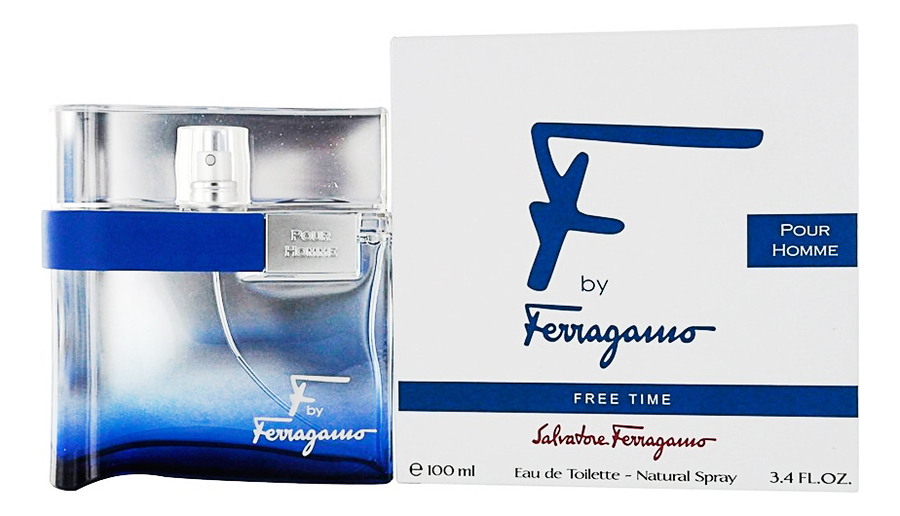 POUR
HOMME
F
by
Ferragamo
F
by
Ferragamo
POUR
HOMME
FREE TIME
Salvatore Ferragamo
℮ 100 ml
Eau de Toilette - Natural Spray
3.4 FL.OZ.